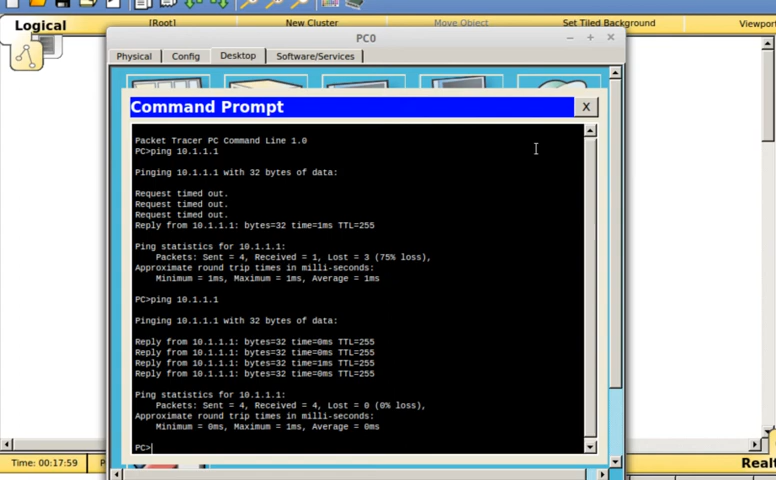 Logical
[Root]
New Cluster
Move Object
Set Tiled Background
Viewport
PC0
Physical
Config
Desktop
Software/Services
Command Prompt
X
Packet Tracer PC Command Line 1.0
PC>ping 10.1.1.1
Pinging 10.1.1.1 with 32 bytes of data:
Request timed out.
Request timed out.
Request timed out.
Reply from 10.1.1.1: bytes=32 time=1ms TTL=255
Ping statistics for 10.1.1.1:
Packets: Sent = 4, Received = 1, Lost = 3 (75% loss),
Approximate round trip times in milli-seconds:
Minimum = 1ms, Maximum = 1ms, Average = 1ms
PC>ping 10.1.1.1
Pinging 10.1.1.1 with 32 bytes of data:
Reply from 10.1.1.1: bytes=32 time=0ms TTL=255
Reply from 10.1.1.1: bytes=32 time=0ms TTL=255
Reply from 10.1.1.1: bytes=32 time=1ms TTL=255
Reply from 10.1.1.1: bytes=32 time=0ms TTL=255
Ping statistics for 10.1.1.1:
Packets: Sent = 4, Received = 4, Lost = 0 (0% loss),
Approximate round trip times in milli-seconds:
Minimum = 0ms, Maximum = 1ms, Average = 0ms
PC>
Time: 00:17:59
P
Realt